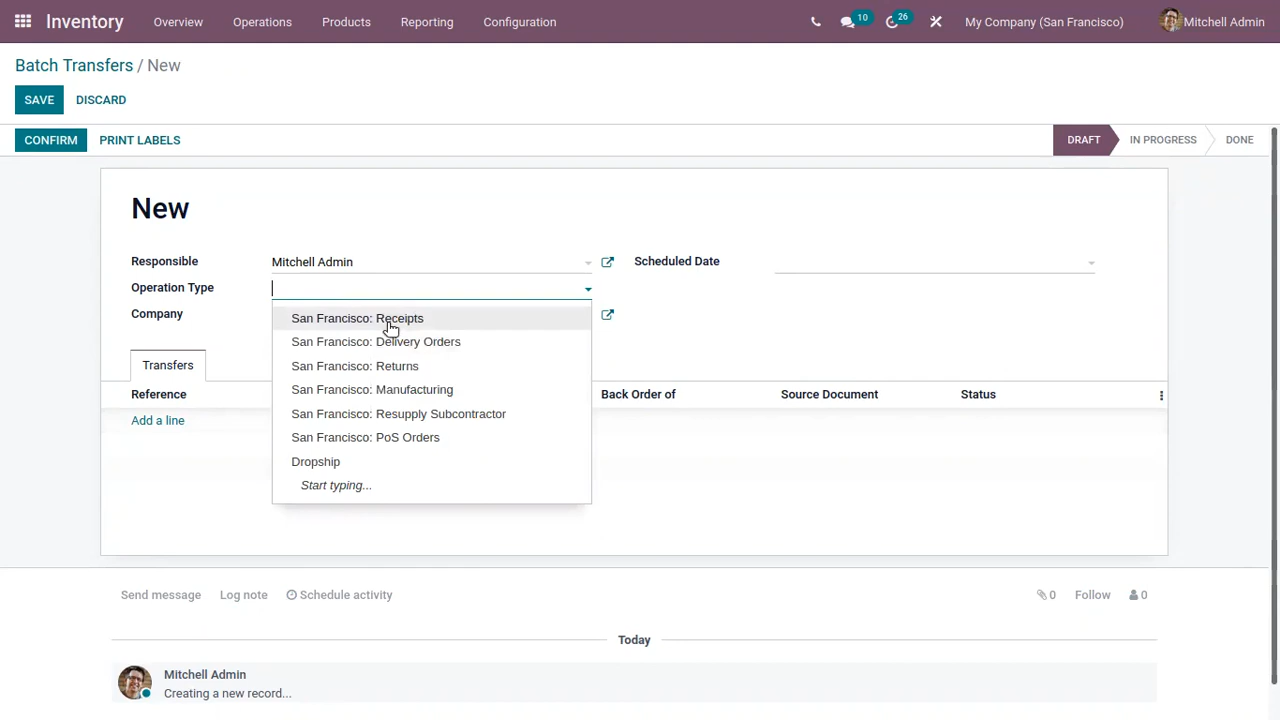 Inventory Overview Operations Products Reporting Configuration 10 26 My Company (San Francisco) Mitchell Admin
Batch Transfers / New
SAVE DISCARD
CONFIRM PRINT LABELS DRAFT IN PROGRESS DONE
New
Responsible Mitchell Admin Scheduled Date
Operation Type
Company
San Francisco: Receipts
San Francisco: Delivery Orders
San Francisco: Returns
San Francisco: Manufacturing
San Francisco: Resupply Subcontractor
San Francisco: PoS Orders
Dropship
Start typing...
Transfers
Reference Back Order of Source Document Status
Add a line
Send message Log note Schedule activity 0 Follow 0
Today
Mitchell Admin
Creating a new record...